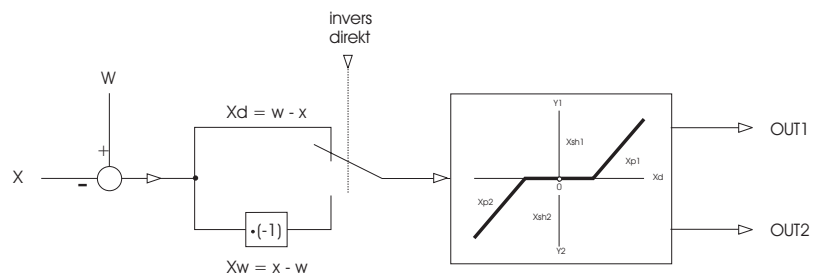 invers
direkt
W
Xd = w - x
+
X
-
•(-1)
Xw = x - w
Y1
Xsh1
Xp1
Xd
0
Xp2
Xsh2
Y2
OUT1
OUT2